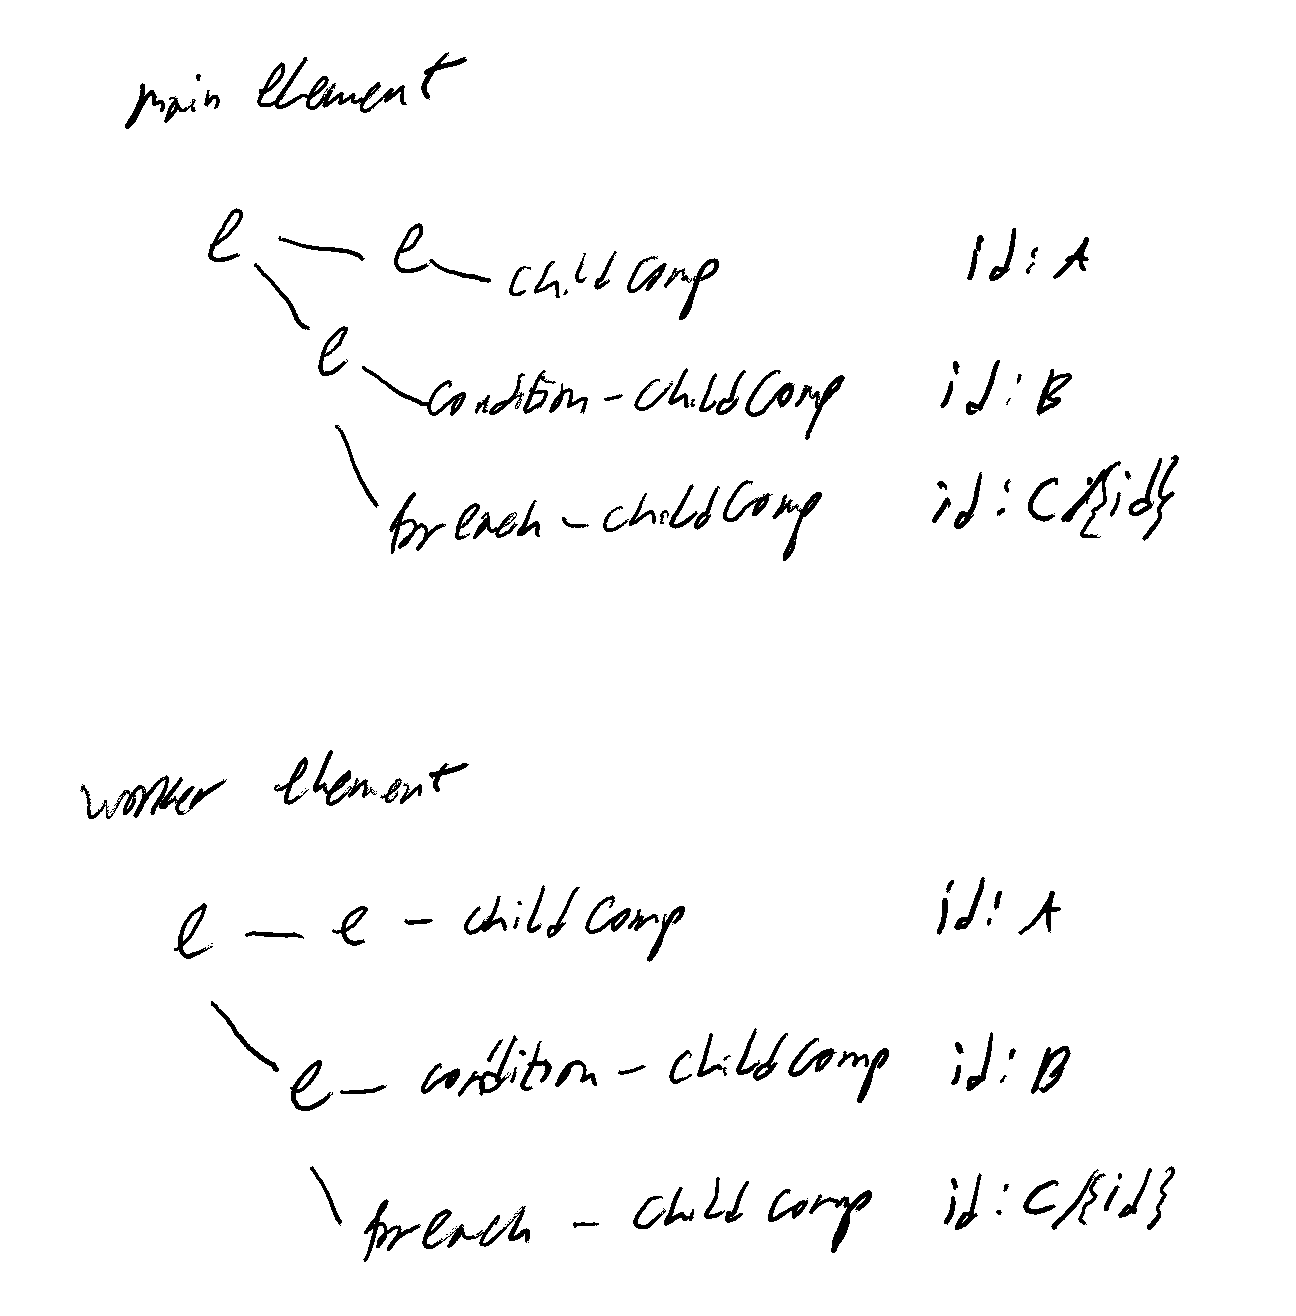 main element
e — e — childComp id: A
e — condition - childComp id: B
foreach - childComp id: C/{id}
worker element
e — e - childComp id: A
e — condition - childComp id: B
foreach - childComp id: C/{id}